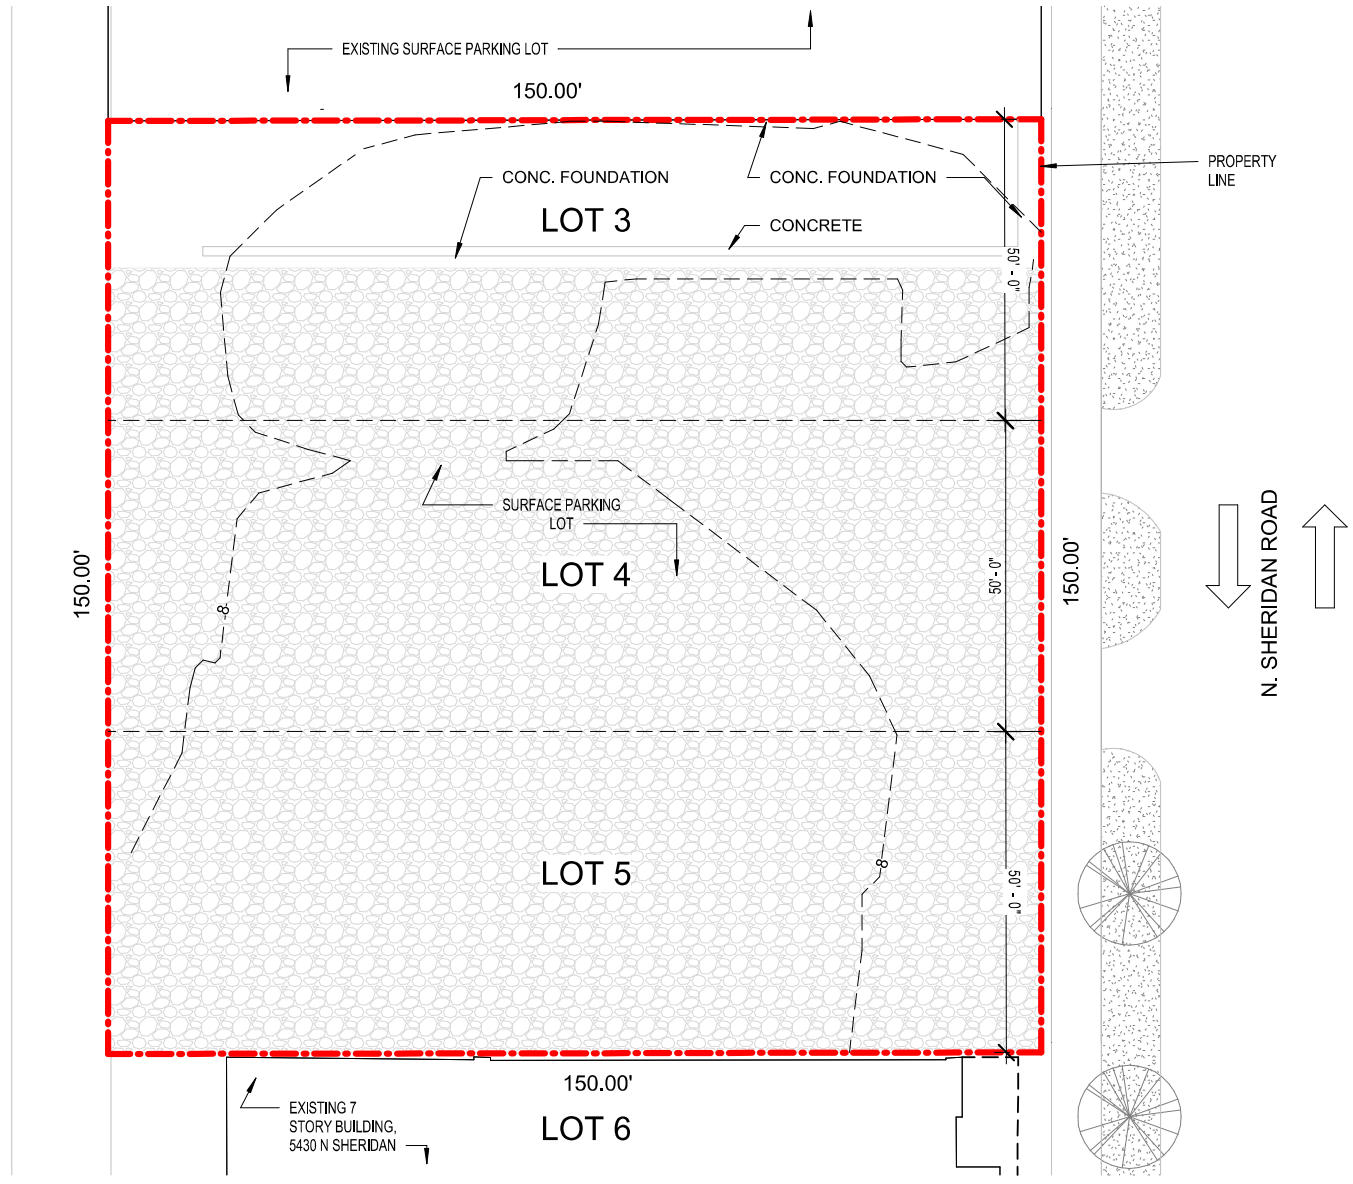 EXISTING SURFACE PARKING LOT
150.00'
PROPERTY
LINE
CONC. FOUNDATION
CONC. FOUNDATION
LOT 3
CONCRETE
50' - 0"
SURFACE PARKING
LOT
LOT 4
150.00'
50' - 0"
150.00'
N. SHERIDAN ROAD
8
LOT 5
8
50' - 0"
150.00'
EXISTING 7
STORY BUILDING,
5430 N SHERIDAN
LOT 6